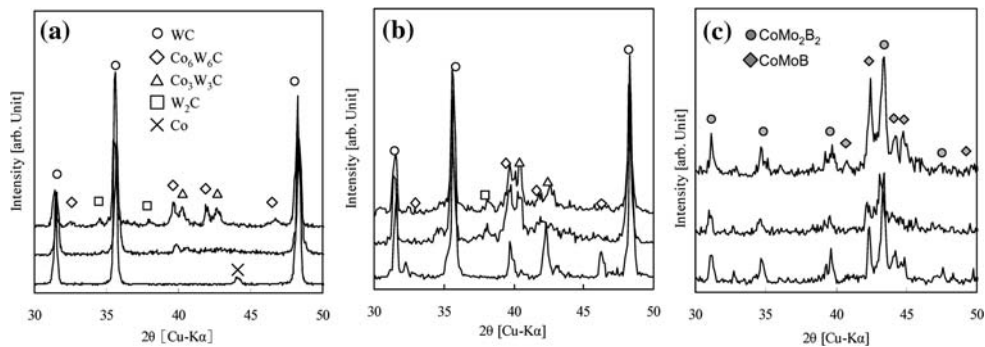 (a)
WC
Co₆W₆C
Co₃W₃C
W₂C
Co
Intensity [arb. Unit]
30 35 40 45 50
2θ [Cu-Kα]
(b)
Intensity [arb. Unit]
30 35 40 45 50
2θ [Cu-Kα]
(c)
CoMo₂B₂
CoMoB
Intensity [arb. Unit]
30 35 40 45 50
2θ [Cu-Kα]